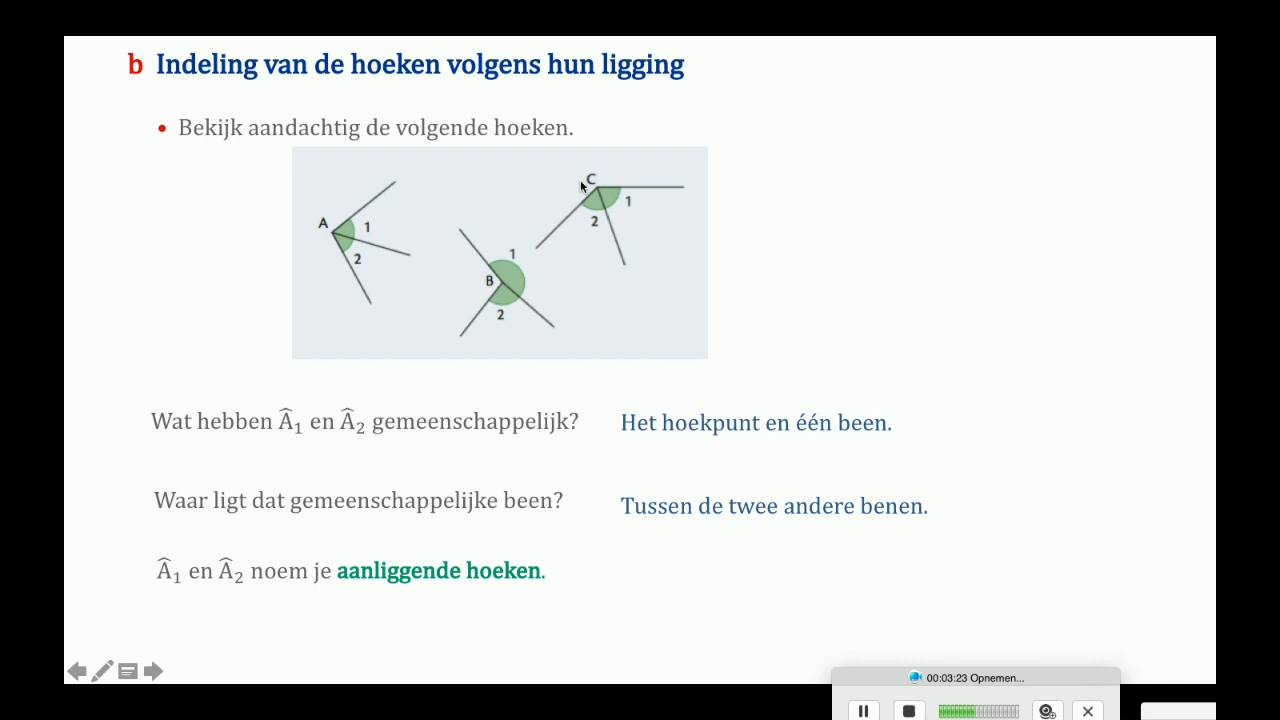 b Indeling van de hoeken volgens hun ligging
• Bekijk aandachtig de volgende hoeken.
C
1
2
A
1
2
1
B
2
Wat hebben Â₁ en Â₂ gemeenschappelijk? Het hoekpunt en één been.
Waar ligt dat gemeenschappelijke been? Tussen de twee andere benen.
Â₁ en Â₂ noem je aanliggende hoeken.
00:03:23 Opnemen...